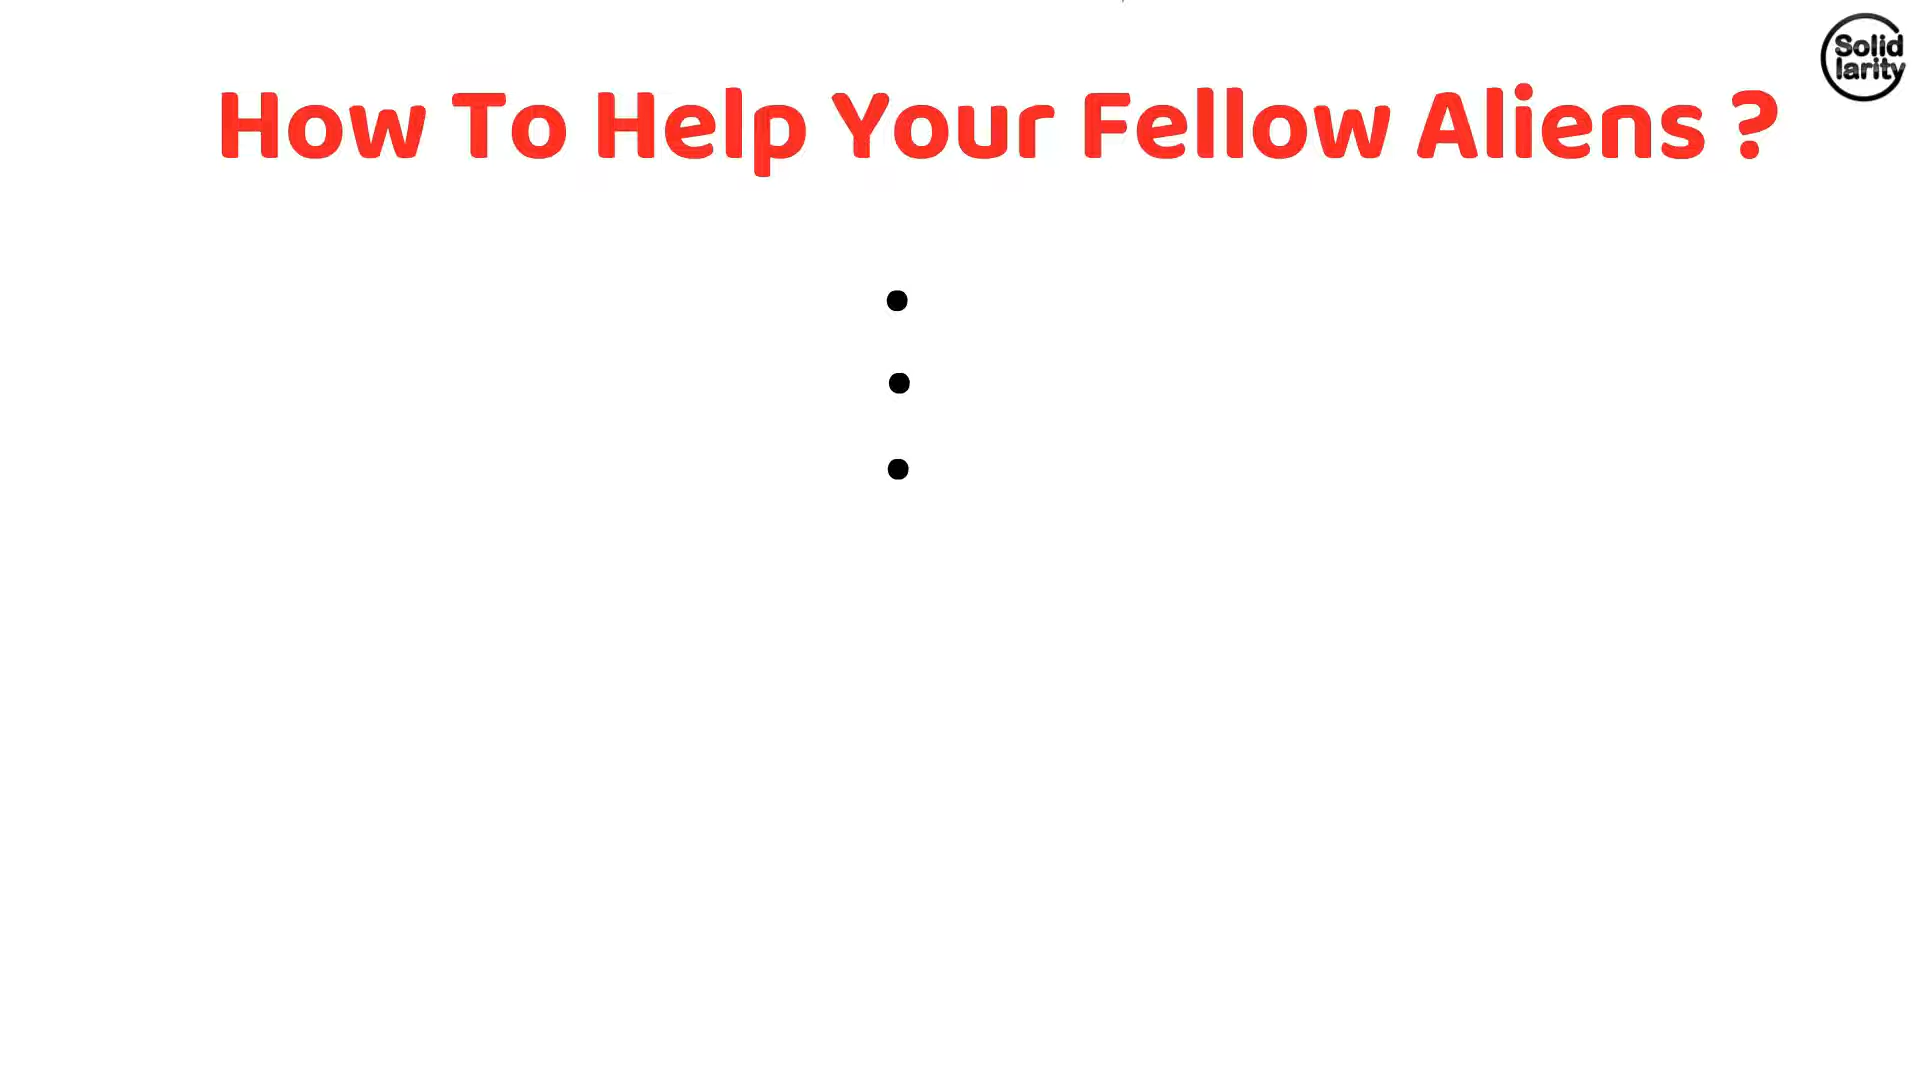 Solid
larity
How To Help Your Fellow Aliens ?
•
•
•